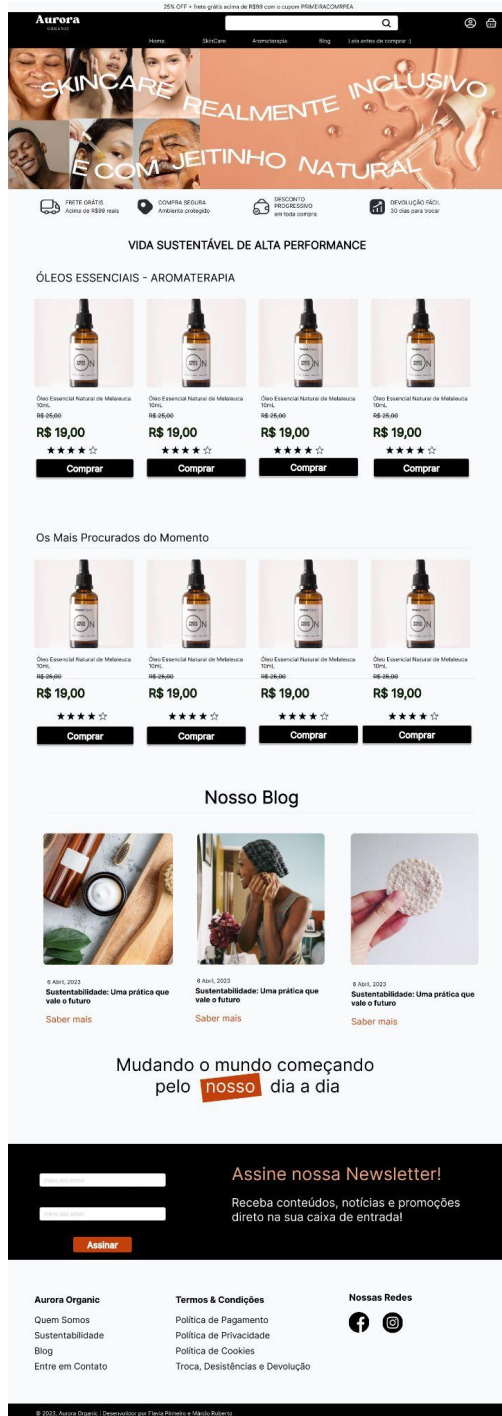 25% OFF + frete grátis acima de R$99 com o cupom PRIMEIRACOMRPEA
Aurora
ORGANIC
Home SkinCare Aromaterapia Blog Leia antes de comprar :)
SKINCARE REALMENTE INCLUSIVO
E COM JEITINHO NATURAL
FRETE GRÁTIS
Acima de R$99 reais
COMPRA SEGURA
Ambiente protegido
DESCONTO
PROGRESSIVO
em toda compra
DEVOLUÇÃO FÁCIL
30 dias para trocar
VIDA SUSTENTÁVEL DE ALTA PERFORMANCE
ÓLEOS ESSENCIAIS - AROMATERAPIA
Óleo Essencial Natural de Melaleuca
10mL
R$ 25,00
R$ 19,00
Comprar
Óleo Essencial Natural de Melaleuca
10mL
R$ 25,00
R$ 19,00
Comprar
Óleo Essencial Natural de Melaleuca
10mL
R$ 25,00
R$ 19,00
Comprar
Óleo Essencial Natural de Melaleuca
10mL
R$ 25,00
R$ 19,00
Comprar
Os Mais Procurados do Momento
Óleo Essencial Natural de Melaleuca
10mL
R$ 25,00
R$ 19,00
Comprar
Óleo Essencial Natural de Melaleuca
10mL
R$ 25,00
R$ 19,00
Comprar
Óleo Essencial Natural de Melaleuca
10mL
R$ 25,00
R$ 19,00
Comprar
Óleo Essencial Natural de Melaleuca
10mL
R$ 25,00
R$ 19,00
Comprar
Nosso Blog
6 Abril, 2023
Sustentabilidade: Uma prática que
vale o futuro
Saber mais
6 Abril, 2023
Sustentabilidade: Uma prática que
vale o futuro
Saber mais
6 Abril, 2023
Sustentabilidade: Uma prática que
vale o futuro
Saber mais
Mudando o mundo começando
pelo nosso dia a dia
Assinar
Assine nossa Newsletter!
Receba conteúdos, notícias e promoções
direto na sua caixa de entrada!
Aurora Organic
Quem Somos
Sustentabilidade
Blog
Entre em Contato
Termos & Condições
Política de Pagamento
Política de Privacidade
Política de Cookies
Troca, Desistências e Devolução
Nossas Redes
© 2023, Aurora Organic | Desenvolidor por Flavia Pinheiro e Márcio Roberto